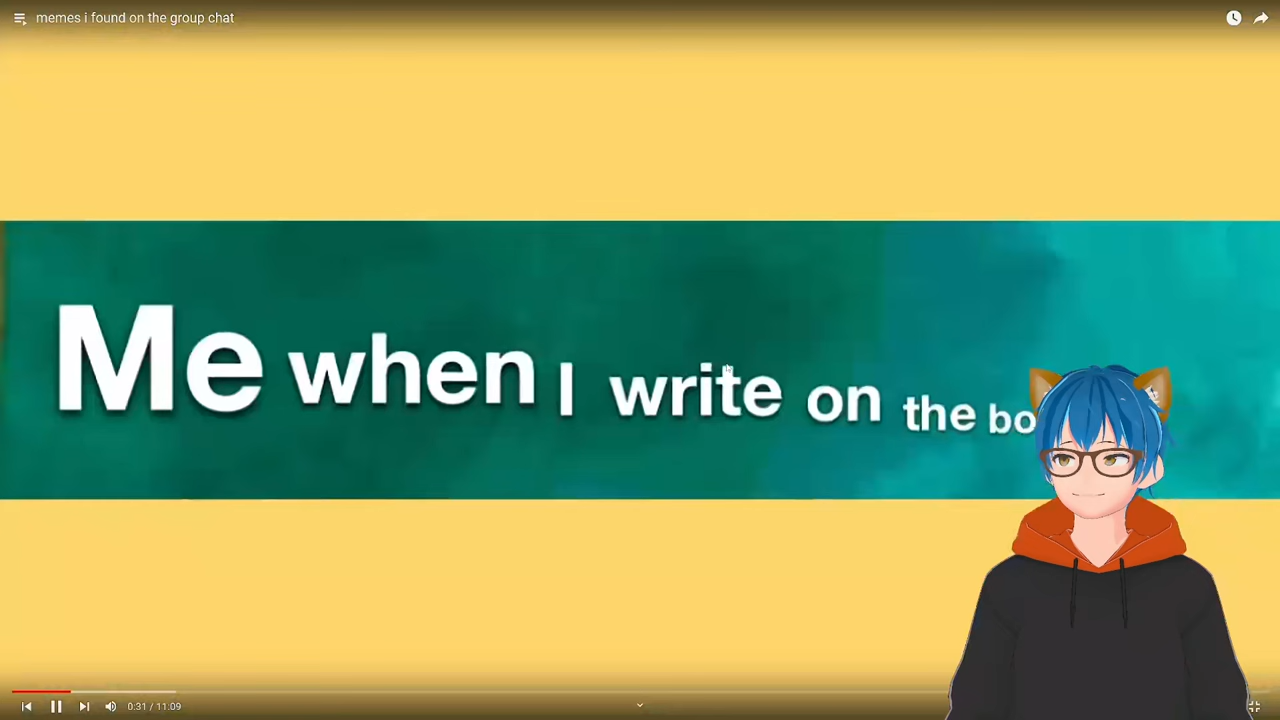 memes i found on the group chat
Me when I write on the bo
0:31 / 11:09